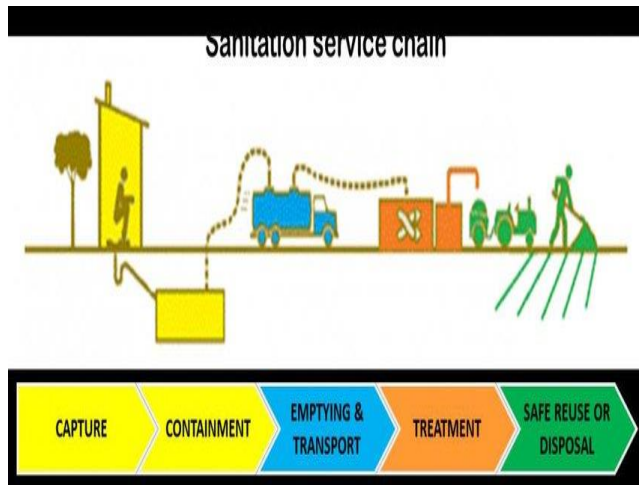 Sanitation service chain
CAPTURE
CONTAINMENT
EMPTYING &
TRANSPORT
TREATMENT
SAFE REUSE OR
DISPOSAL